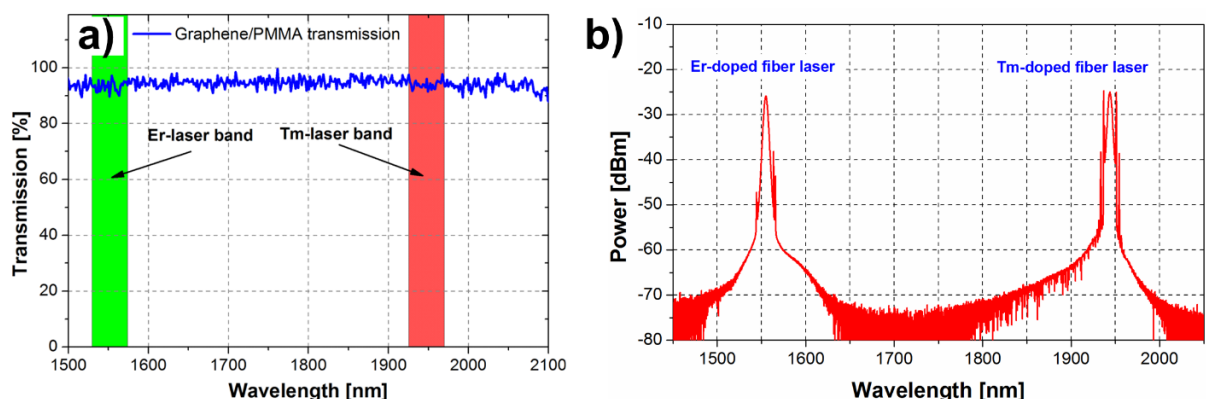 a)
Graphene/PMMA transmission
Transmission [%]
100
80
60
40
20
0
Er-laser band
Tm-laser band
1500 1600 1700 1800 1900 2000 2100
Wavelength [nm]
b)
Power [dBm]
-10
-20
-30
-40
-50
-60
-70
-80
Er-doped fiber laser
Tm-doped fiber laser
1500 1600 1700 1800 1900 2000
Wavelength [nm]